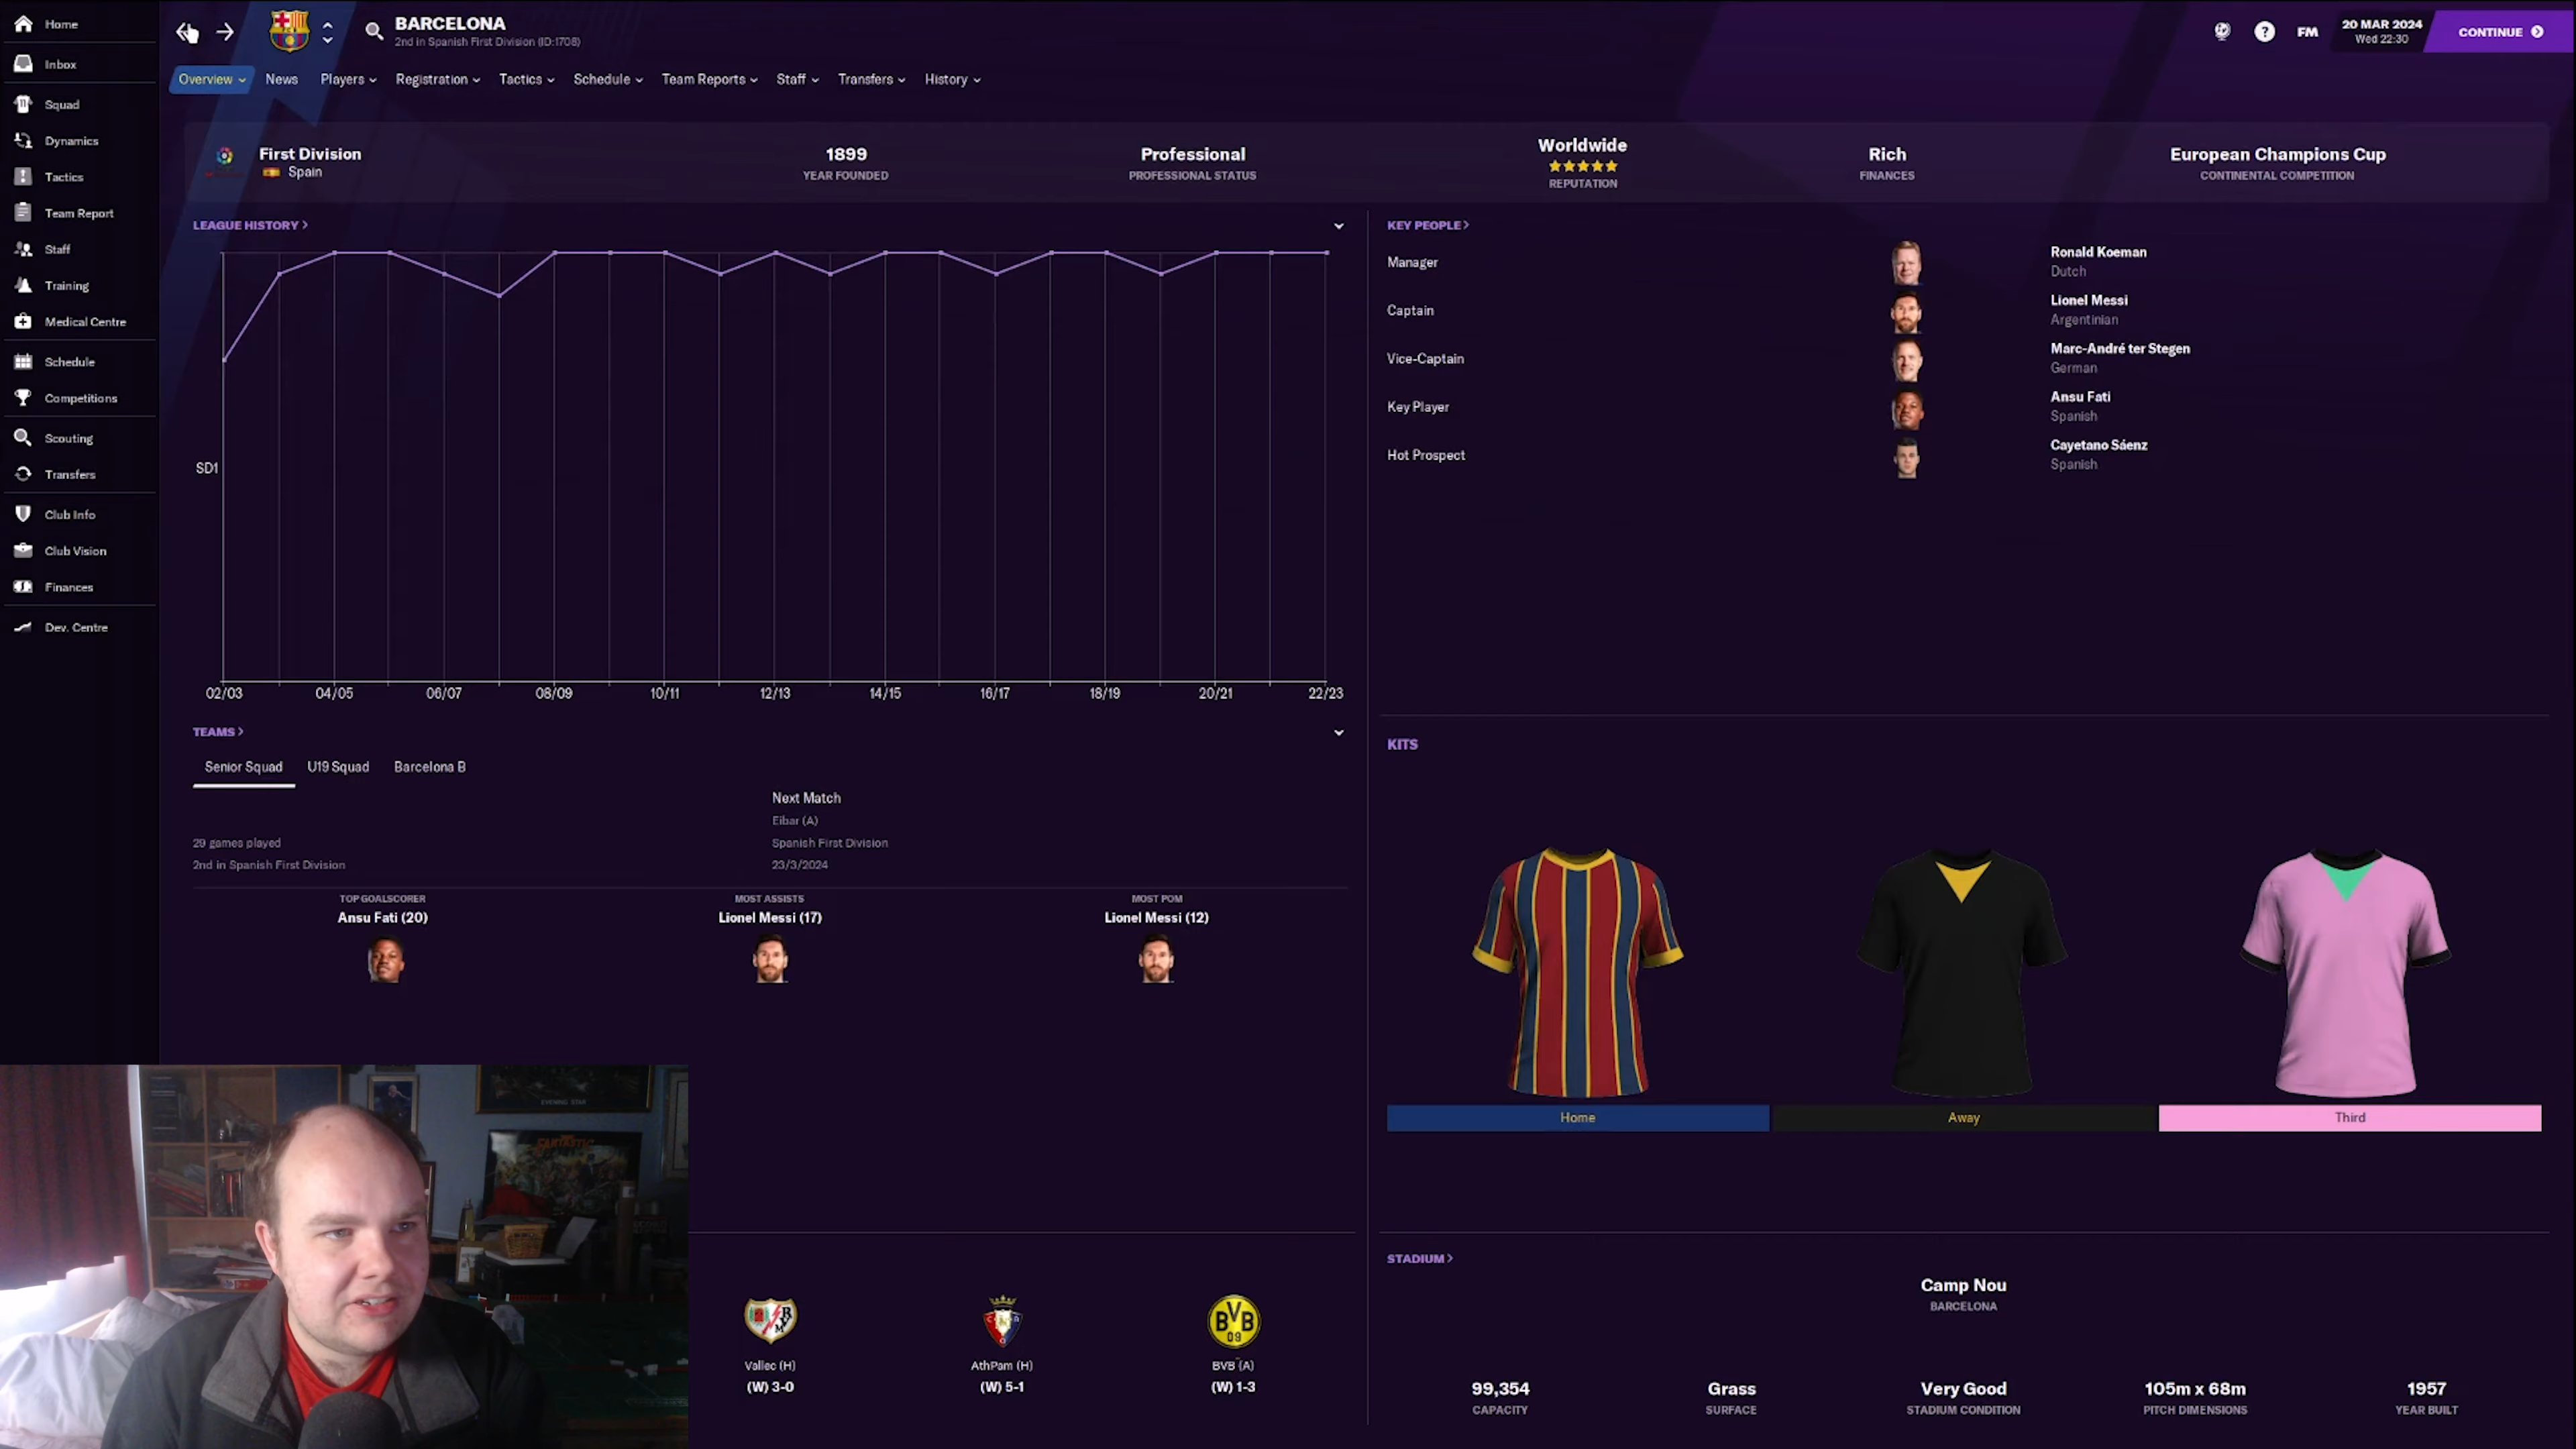 Home
Inbox
Squad
Dynamics
Tactics
Team Report
Staff
Training
Medical Centre
Schedule
Competitions
Scouting
Transfers
Club Info
Club Vision
Finances
Dev. Centre
BARCELONA
2nd in Spanish First Division (ID:1708)
FM
20 MAR 2024
Wed 22:30
CONTINUE
Overview
News
Players
Registration
Tactics
Schedule
Team Reports
Staff
Transfers
History
First Division
Spain
1899
YEAR FOUNDED
Professional
PROFESSIONAL STATUS
Worldwide
REPUTATION
Rich
FINANCES
European Champions Cup
CONTINENTAL COMPETITION
LEAGUE HISTORY
SD1
02/03 04/05 06/07 08/09 10/11 12/13 14/15 16/17 18/19 20/21 22/23
KEY PEOPLE
Manager
Ronald Koeman
Dutch
Captain
Lionel Messi
Argentinian
Vice-Captain
Marc-André ter Stegen
German
Key Player
Ansu Fati
Spanish
Hot Prospect
Cayetano Sáenz
Spanish
TEAMS
Senior Squad
U19 Squad
Barcelona B
29 games played
2nd in Spanish First Division
Next Match
Eibar (A)
Spanish First Division
23/3/2024
TOP GOALSCORER
Ansu Fati (20)
MOST ASSISTS
Lionel Messi (17)
MOST POM
Lionel Messi (12)
KITS
Home
Away
Third
EVENING STAR
FANTASTIC
BVB
09
Vallec (H)
(W) 3-0
AthPam (H)
(W) 5-1
BVB (A)
(W) 1-3
STADIUM
Camp Nou
BARCELONA
99,354
CAPACITY
Grass
SURFACE
Very Good
STADIUM CONDITION
105m x 68m
PITCH DIMENSIONS
1957
YEAR BUILT